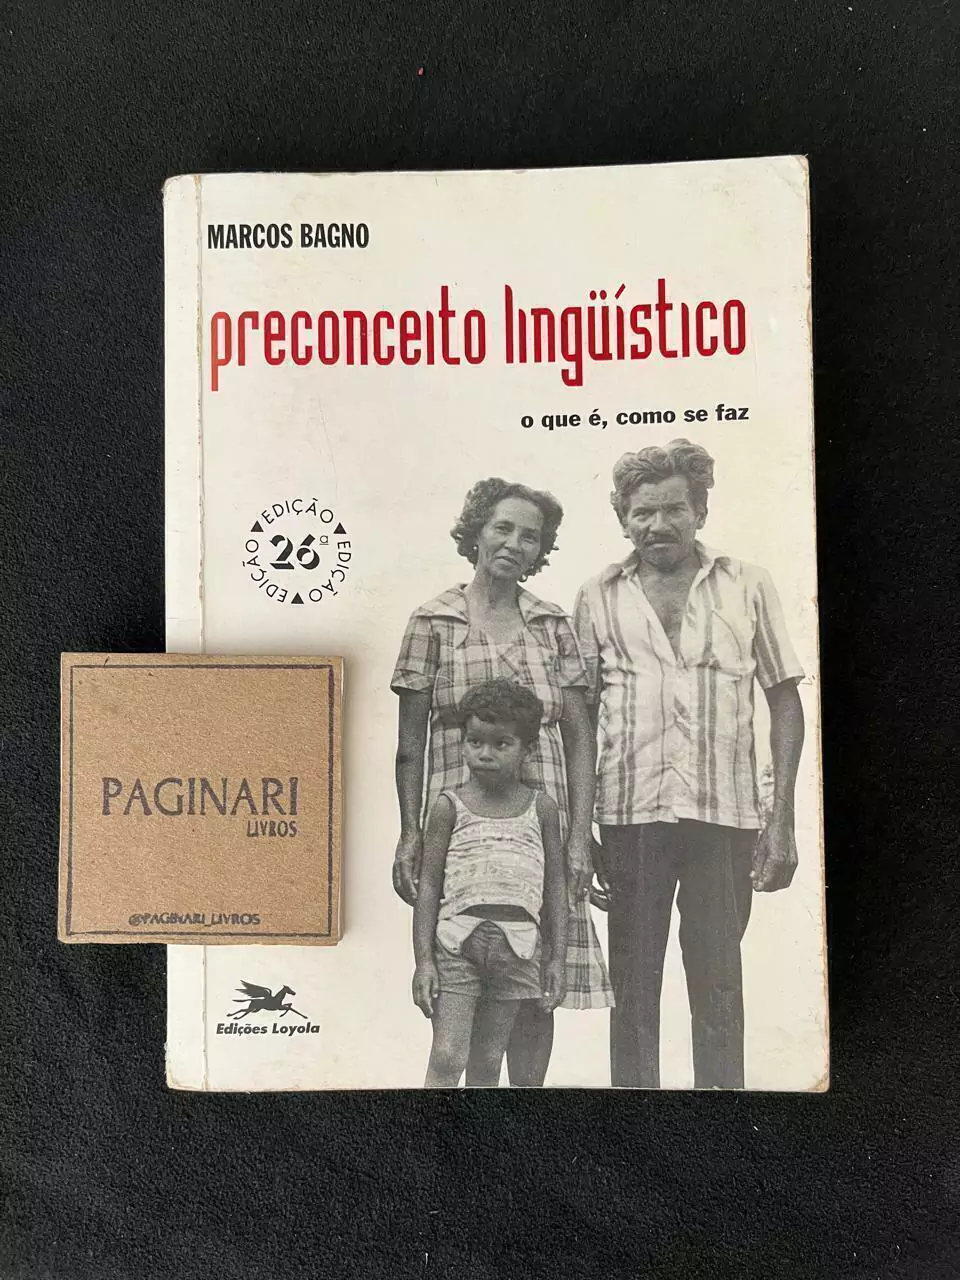 MARCOS BAGNO
preconceito lingüístico
o que é, como se faz
EDIÇÃO EDIÇÃO EDIÇÃO
26ª
PAGINARI
LIVROS
@PAGINARI_LIVROS
Edições Loyola